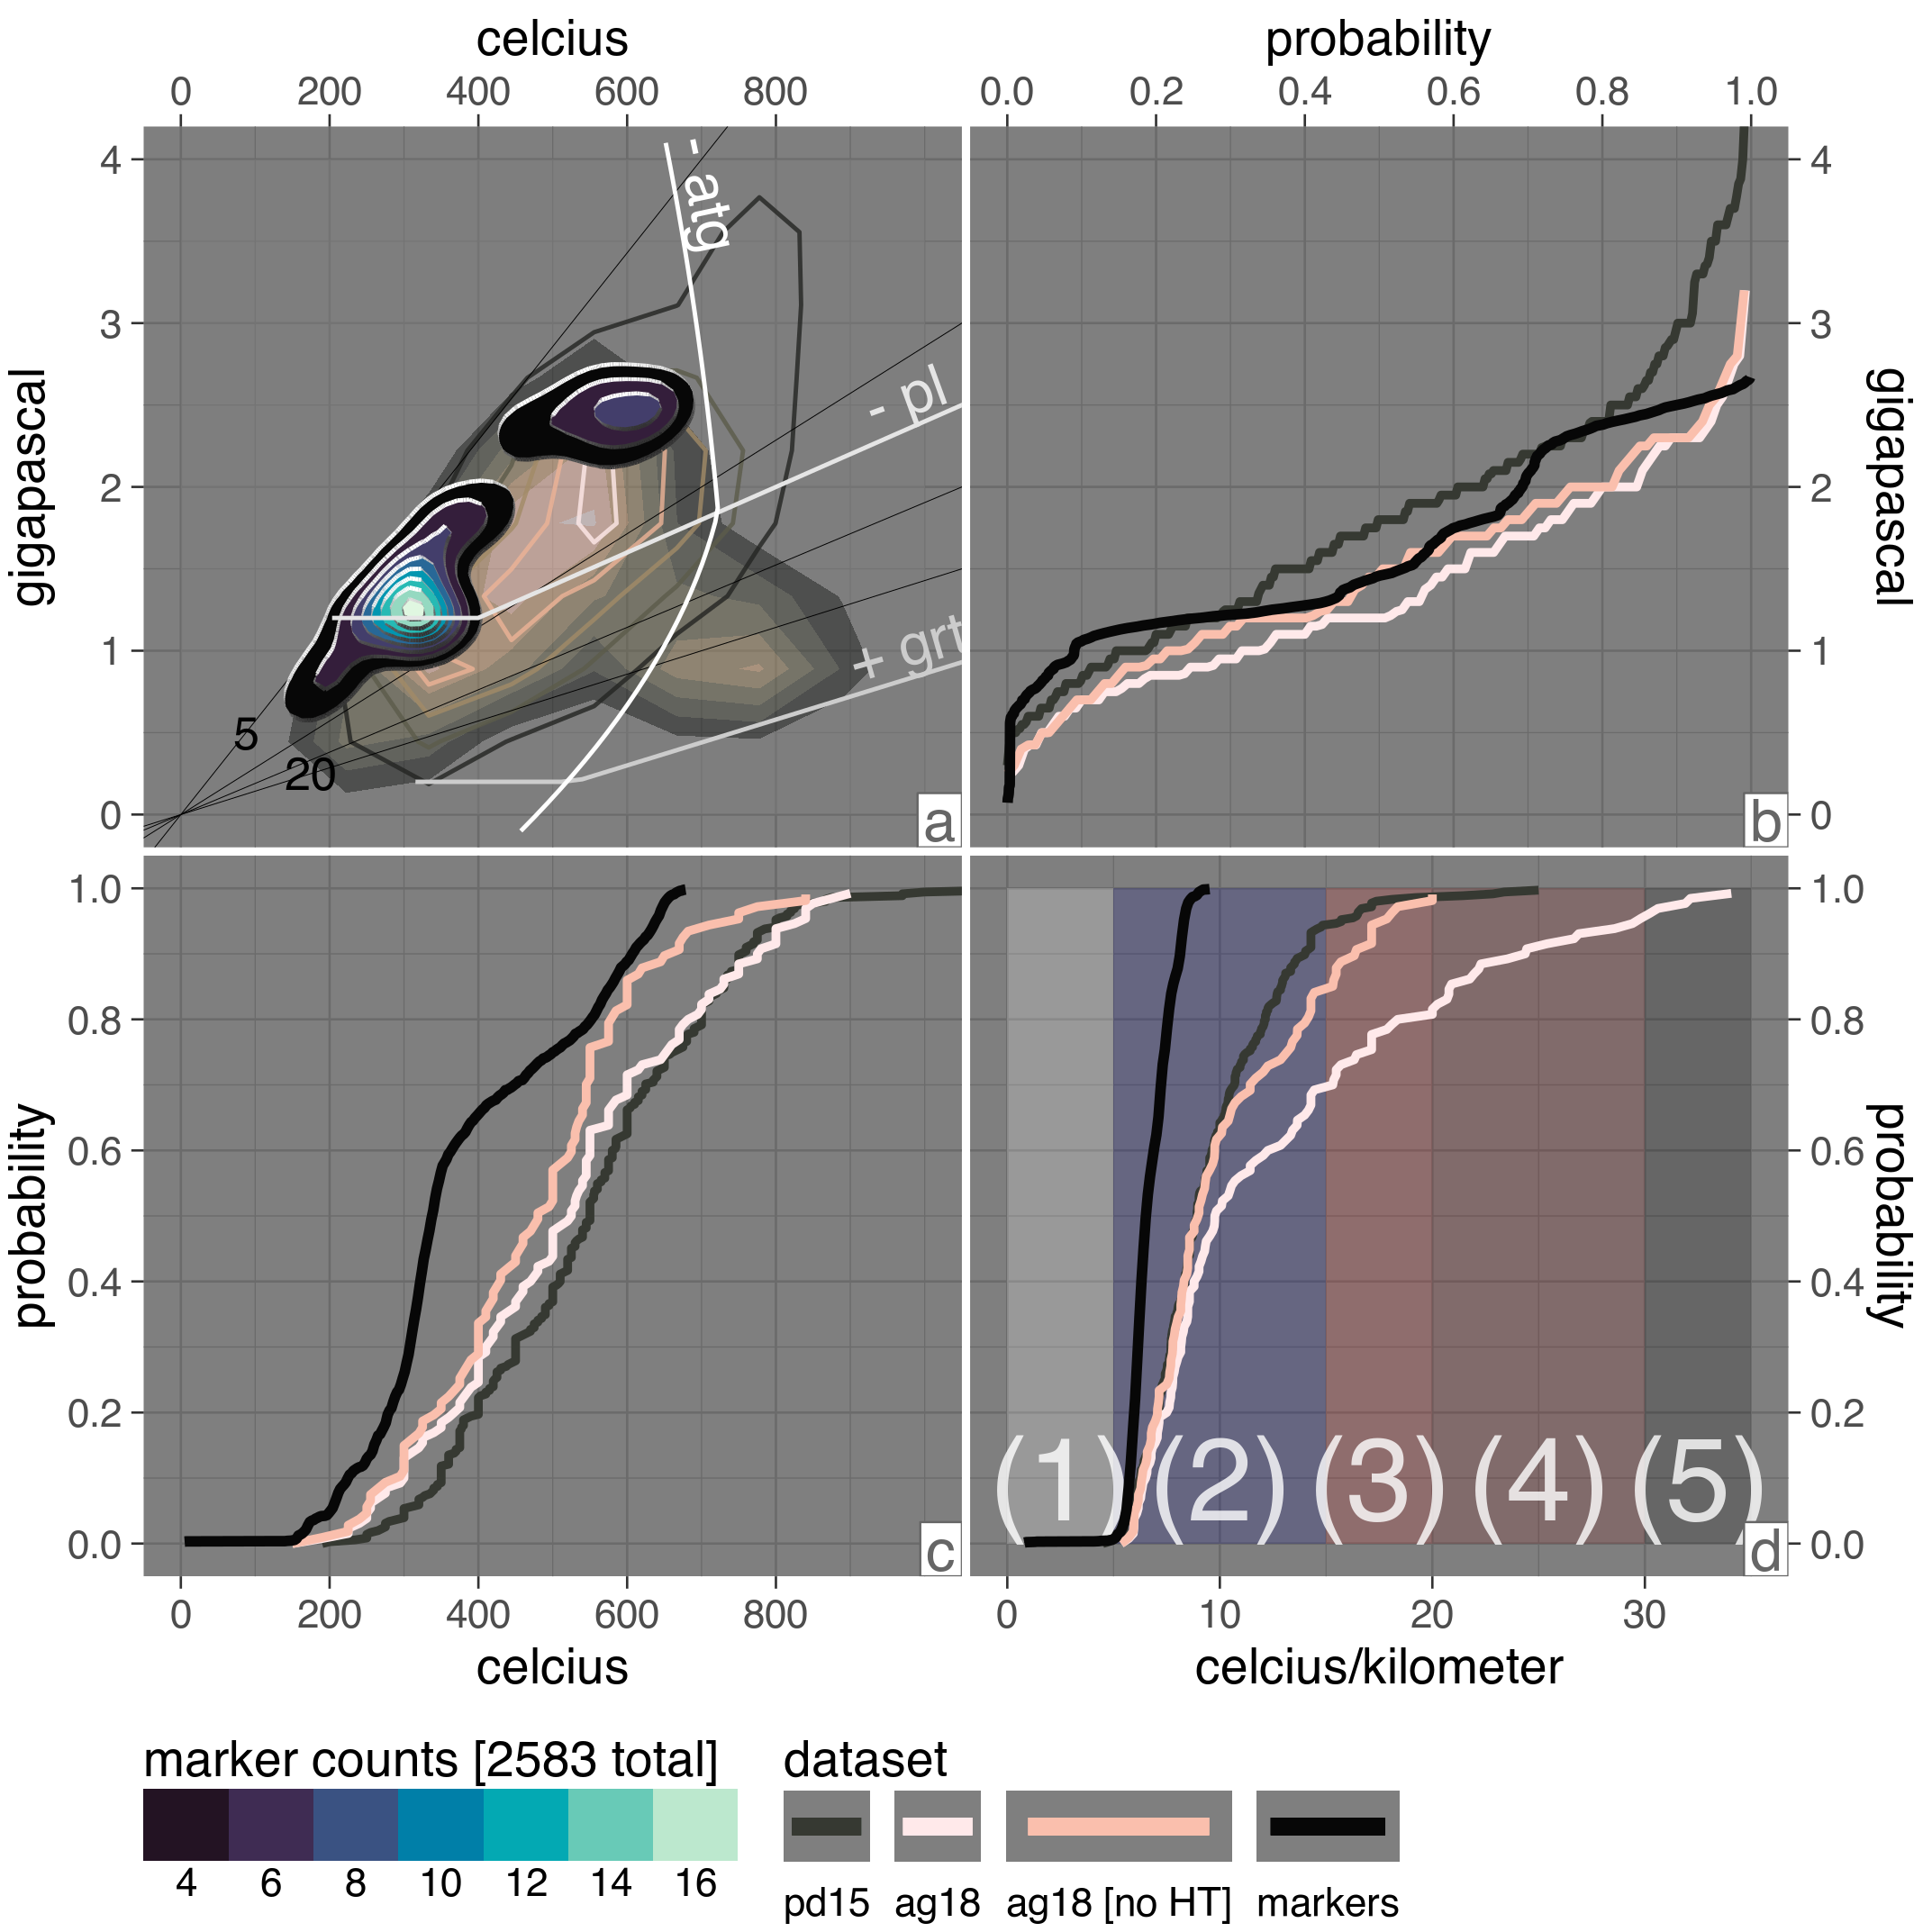 celcius
probability
0 200 400 600 800
0.0 0.2 0.4 0.6 0.8 1.0
gigapascal
4
3
2
1
0
- atg
- pl
+ grt
5
20
a
b
4
3
2
1
0
gigapascal
probability
1.0
0.8
0.6
0.4
0.2
0.0
c
(1) (2) (3) (4) (5)
d
1.0
0.8
0.6
0.4
0.2
0.0
probability
0 200 400 600 800
0 10 20 30
celcius
celcius/kilometer
marker counts [2583 total]
4 6 8 10 12 14 16
dataset
pd15 ag18 ag18 [no HT] markers